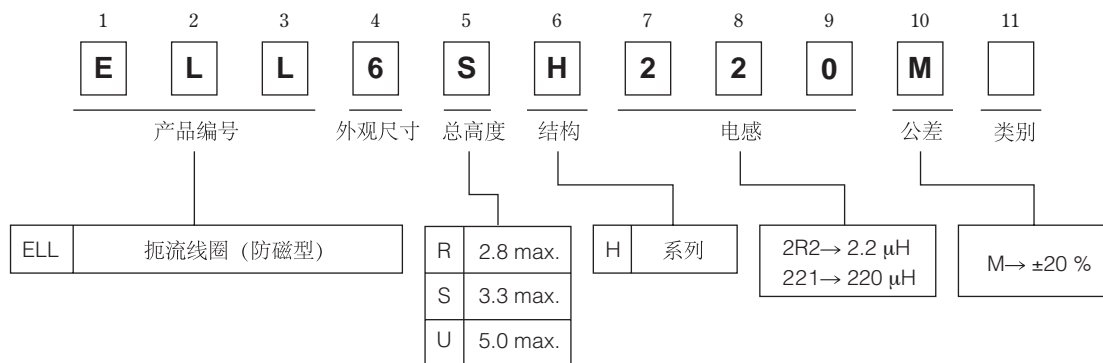 1 2 3 4 5 6 7 8 9 10 11
E L L 6 S H 2 2 0 M
产品编号 外观尺寸 总高度 结构 电感 公差 类别
ELL 扼流线圈 (防磁型)
R 2.8 max.
S 3.3 max.
U 5.0 max.
H 系列
2R2→ 2.2 μH
221→ 220 μH
M→ ±20 %